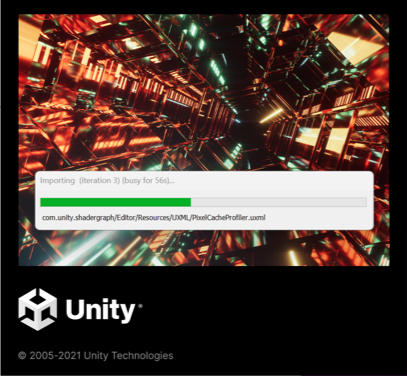 Importing (iteration 3) (busy for 56s)...
com.unity.shadergraph/Editor/Resources/UXML/PixelCacheProfiler.uxml
Unity®
© 2005-2021 Unity Technologies